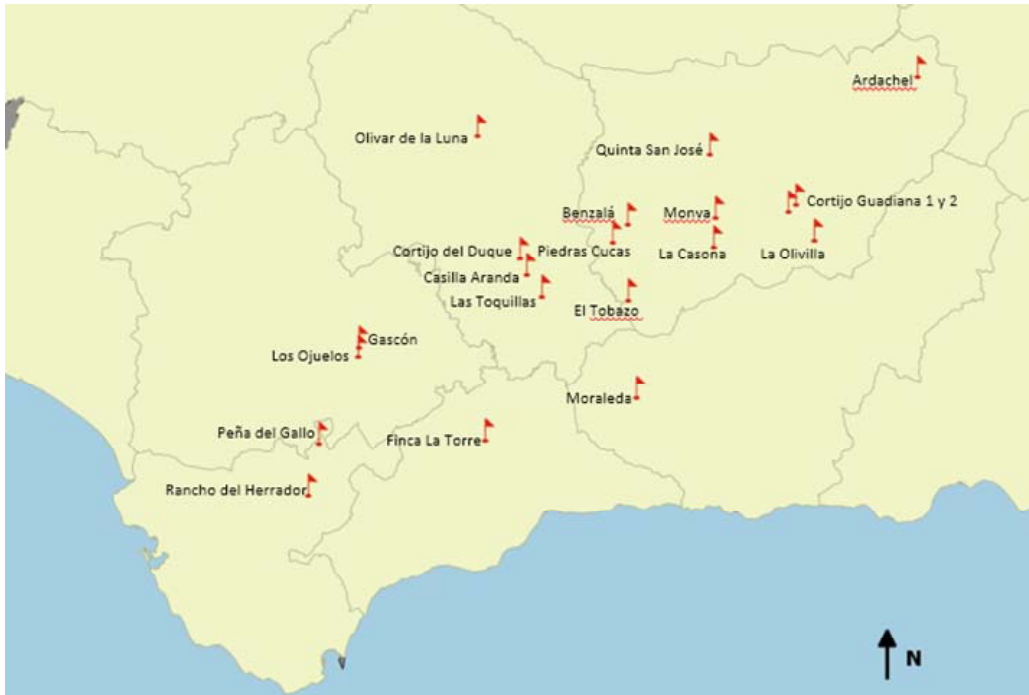 Ardachel
Olivar de la Luna
Quinta San José
Cortijo Guadiana 1 y 2
Benzalá
Monva
Cortijo del Duque
Piedras Cucas
La Casona
La Olivilla
Casilla Aranda
Las Toquillas
El Tobazo
Gascón
Los Ojuelos
Moraleda
Peña del Gallo
Finca La Torre
Rancho del Herrador
N